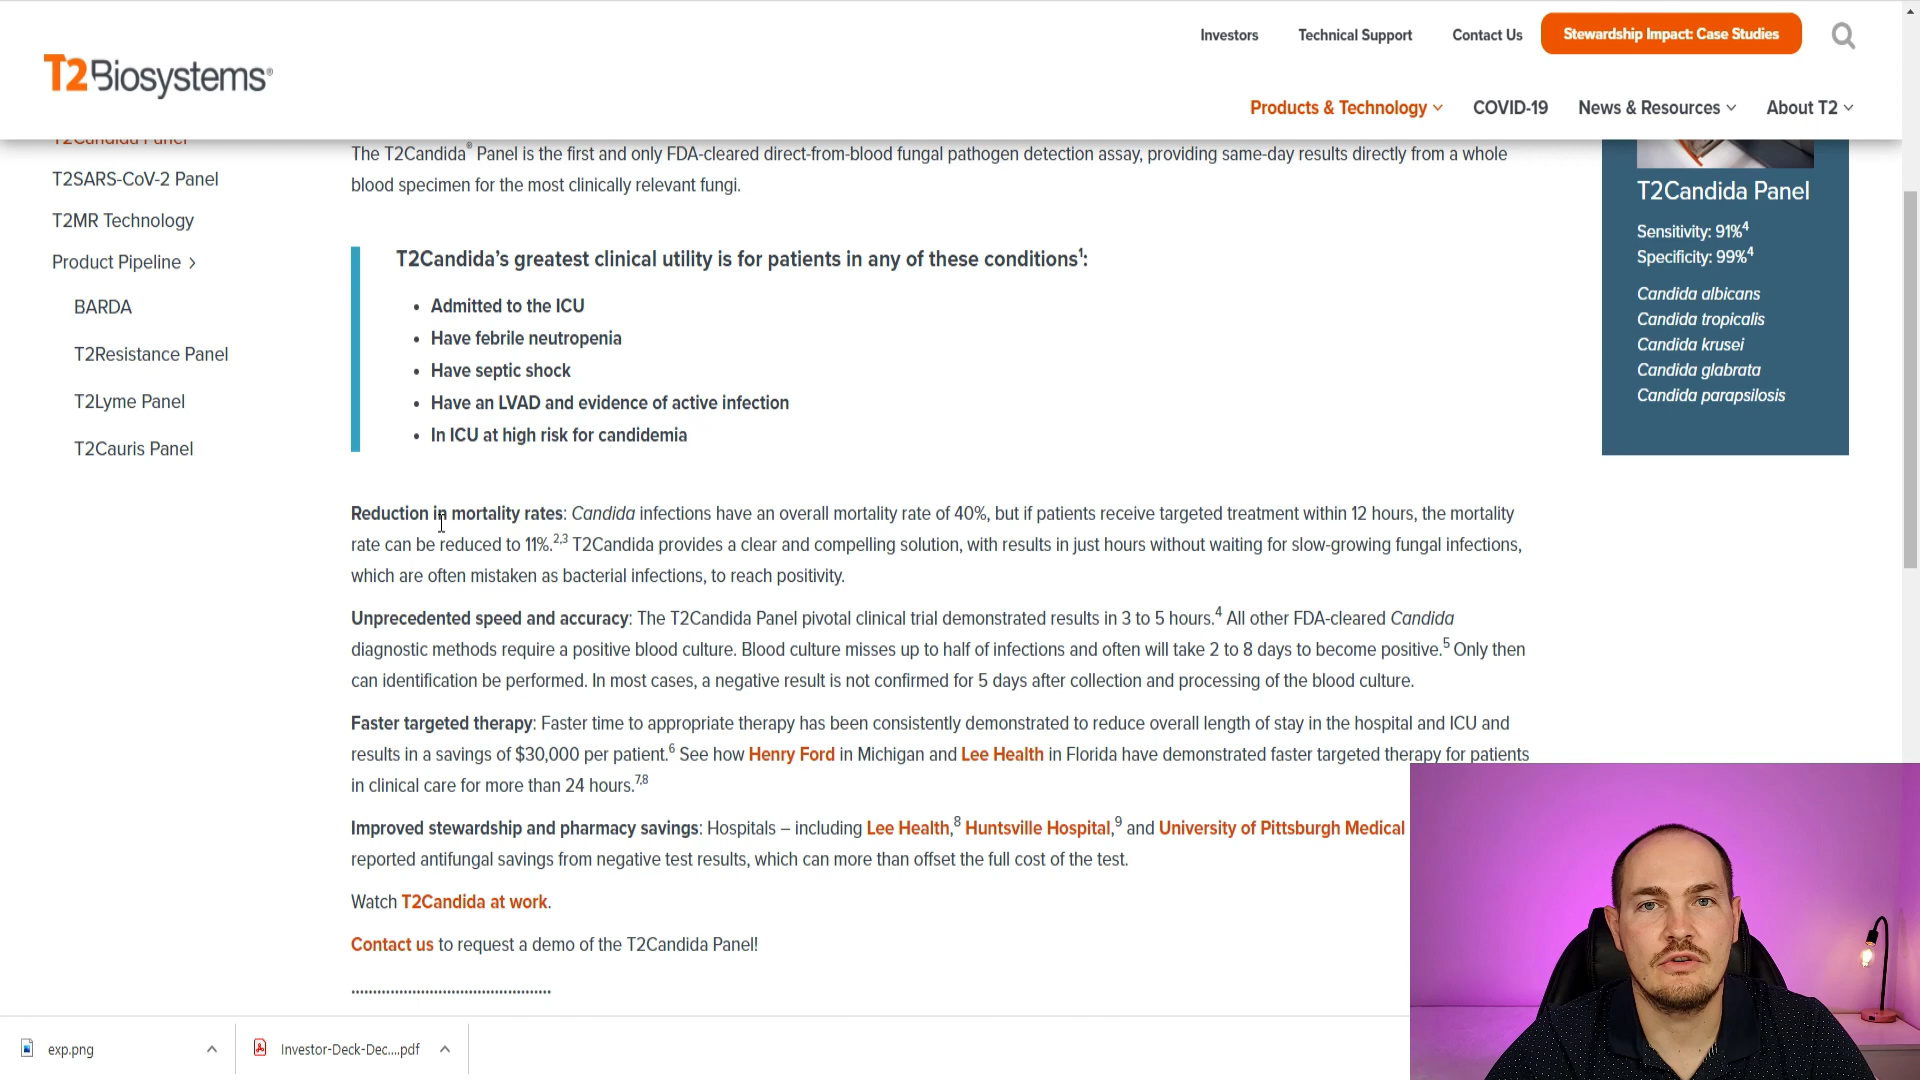 Investors
Technical Support
Contact Us
Stewardship Impact: Case Studies
T2Biosystems®
Products & Technology
COVID-19
News & Resources
About T2
T2Candida Panel
T2SARS-CoV-2 Panel
T2MR Technology
Product Pipeline >
BARDA
T2Resistance Panel
T2Lyme Panel
T2Cauris Panel
The T2Candida® Panel is the first and only FDA-cleared direct-from-blood fungal pathogen detection assay, providing same-day results directly from a whole
blood specimen for the most clinically relevant fungi.
T2Candida’s greatest clinical utility is for patients in any of these conditions1:
• Admitted to the ICU
• Have febrile neutropenia
• Have septic shock
• Have an LVAD and evidence of active infection
• In ICU at high risk for candidemia
Reduction in mortality rates: Candida infections have an overall mortality rate of 40%, but if patients receive targeted treatment within 12 hours, the mortality
rate can be reduced to 11%.2,3 T2Candida provides a clear and compelling solution, with results in just hours without waiting for slow-growing fungal infections,
which are often mistaken as bacterial infections, to reach positivity.
Unprecedented speed and accuracy: The T2Candida Panel pivotal clinical trial demonstrated results in 3 to 5 hours.4 All other FDA-cleared Candida
diagnostic methods require a positive blood culture. Blood culture misses up to half of infections and often will take 2 to 8 days to become positive.5 Only then
can identification be performed. In most cases, a negative result is not confirmed for 5 days after collection and processing of the blood culture.
Faster targeted therapy: Faster time to appropriate therapy has been consistently demonstrated to reduce overall length of stay in the hospital and ICU and
results in a savings of $30,000 per patient.6 See how Henry Ford in Michigan and Lee Health in Florida have demonstrated faster targeted therapy for patients
in clinical care for more than 24 hours.7,8
Improved stewardship and pharmacy savings: Hospitals – including Lee Health,8 Huntsville Hospital,9 and University of Pittsburgh Medical
reported antifungal savings from negative test results, which can more than offset the full cost of the test.
Watch T2Candida at work.
Contact us to request a demo of the T2Candida Panel!
T2Candida Panel
Sensitivity: 91%4
Specificity: 99%4
Candida albicans
Candida tropicalis
Candida krusei
Candida glabrata
Candida parapsilosis
exp.png
Investor-Deck-Dec....pdf